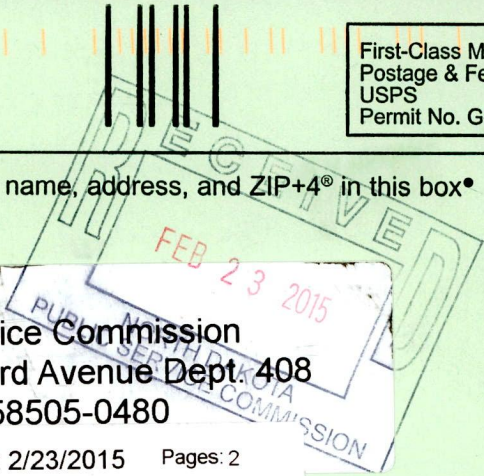 First-Class M
Postage & Fe
USPS
Permit No. G
name, address, and ZIP+4® in this box•
RECEIVED
FEB 23 2015
PUBLIC
NORTH DAKOTA
SERVICE COMMISSION
ice Commission
rd Avenue Dept. 408
58505-0480
2/23/2015 Pages: 2